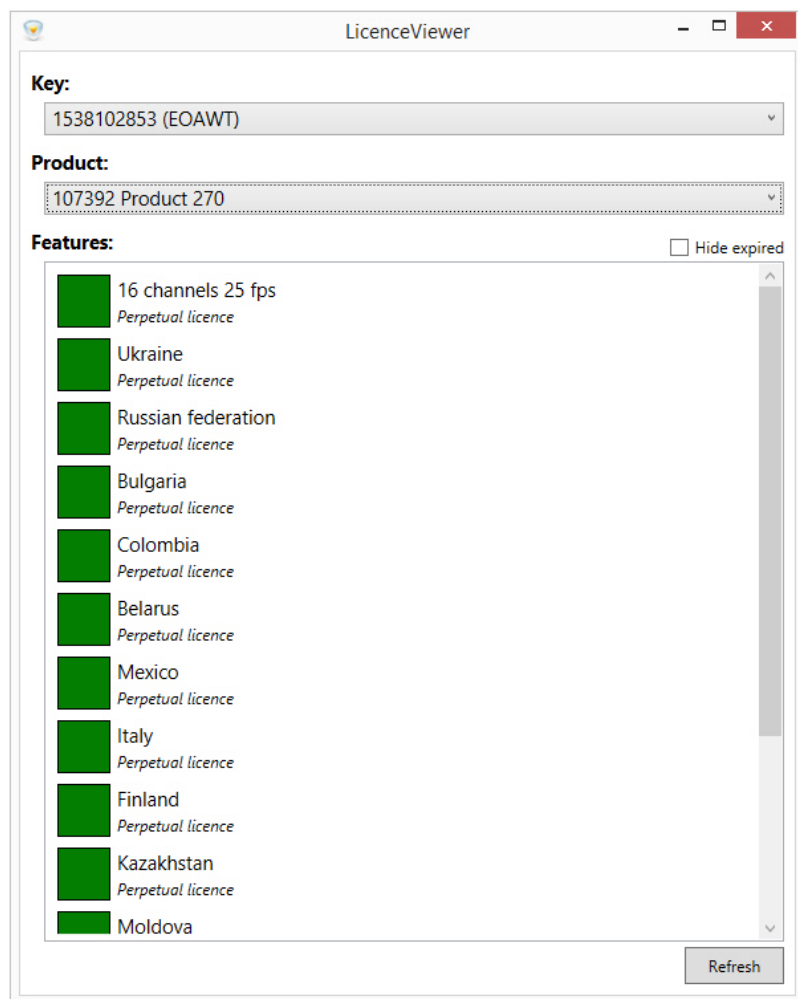 LicenceViewer
Key:
1538102853 (EOAWT)
Product:
107392 Product 270
Features:
Hide expired
16 channels 25 fps
Perpetual licence
Ukraine
Perpetual licence
Russian federation
Perpetual licence
Bulgaria
Perpetual licence
Colombia
Perpetual licence
Belarus
Perpetual licence
Mexico
Perpetual licence
Italy
Perpetual licence
Finland
Perpetual licence
Kazakhstan
Perpetual licence
Moldova
Refresh